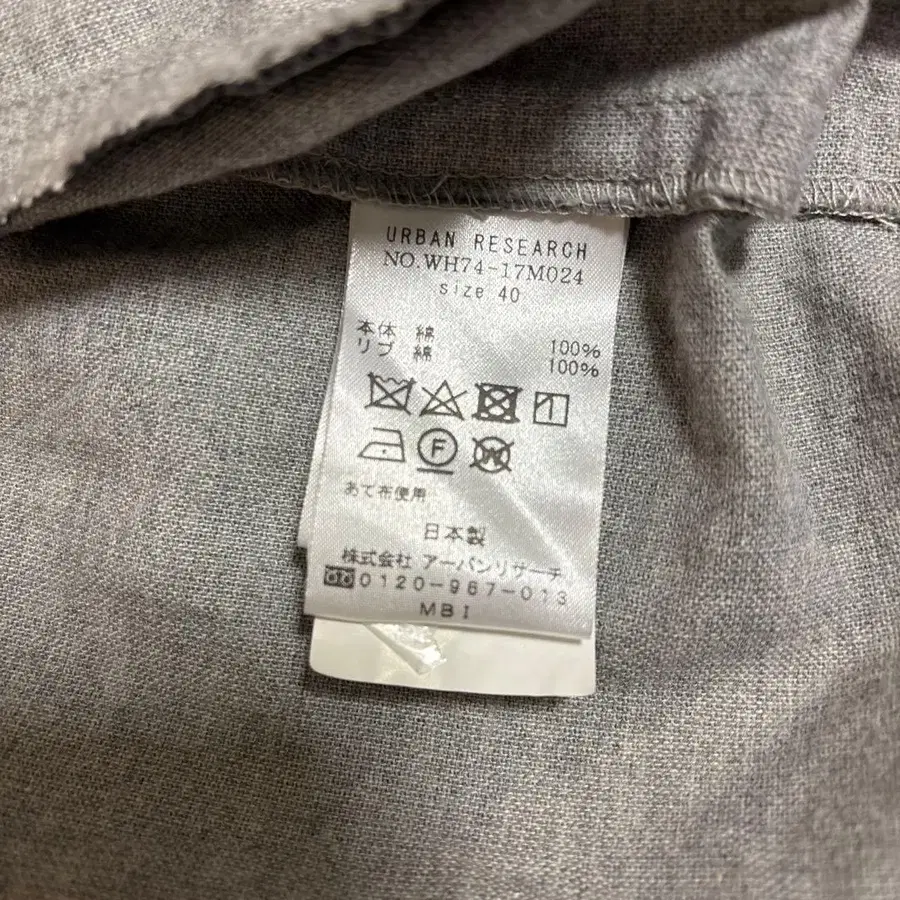 URBAN RESEARCH
NO.WH74-17M024
size 40
本体 綿 100%
リブ 綿 100%
F W
あて布使用
日本製
株式会社 アーバンリサーチ
0120-967-013
MBI